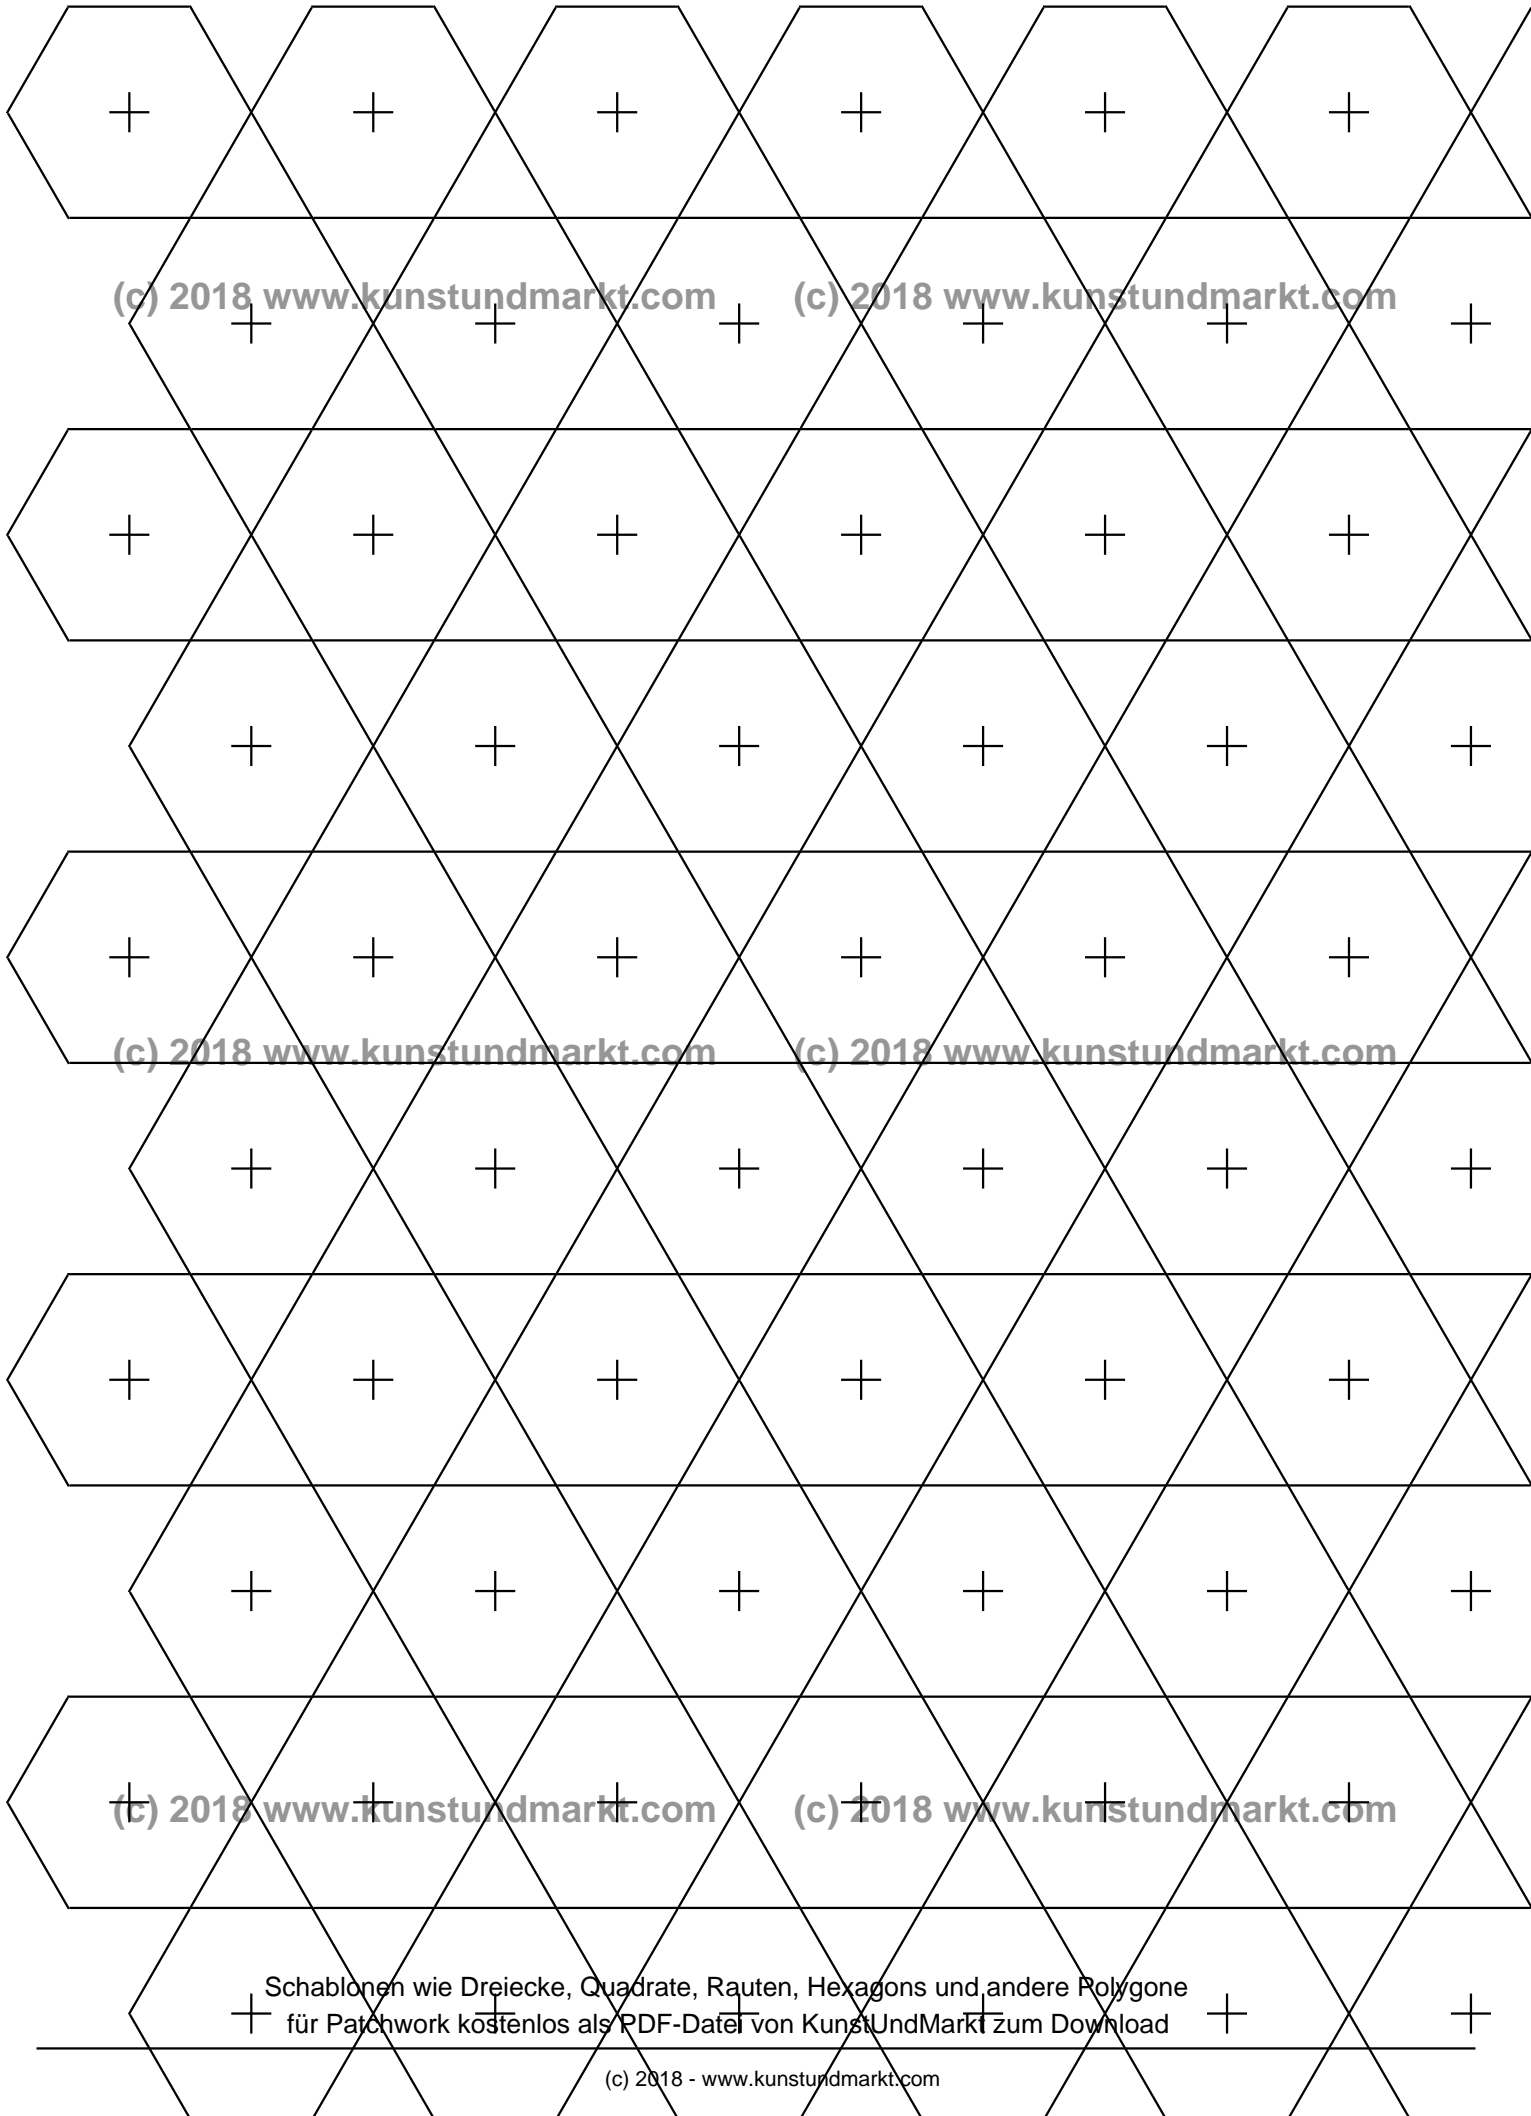 (c) 2018 www.kunstundmarkt.com (c) 2018 www.kunstundmarkt.com
(c) 2018 www.kunstundmarkt.com (c) 2018 www.kunstundmarkt.com
(c) 2018 www.kunstundmarkt.com (c) 2018 www.kunstundmarkt.com
Schablonen wie Dreiecke, Quadrate, Rauten, Hexagons und andere Polygone
für Patchwork kostenlos als PDF-Datei von KunstUndMarkt zum Download
(c) 2018 - www.kunstundmarkt.com